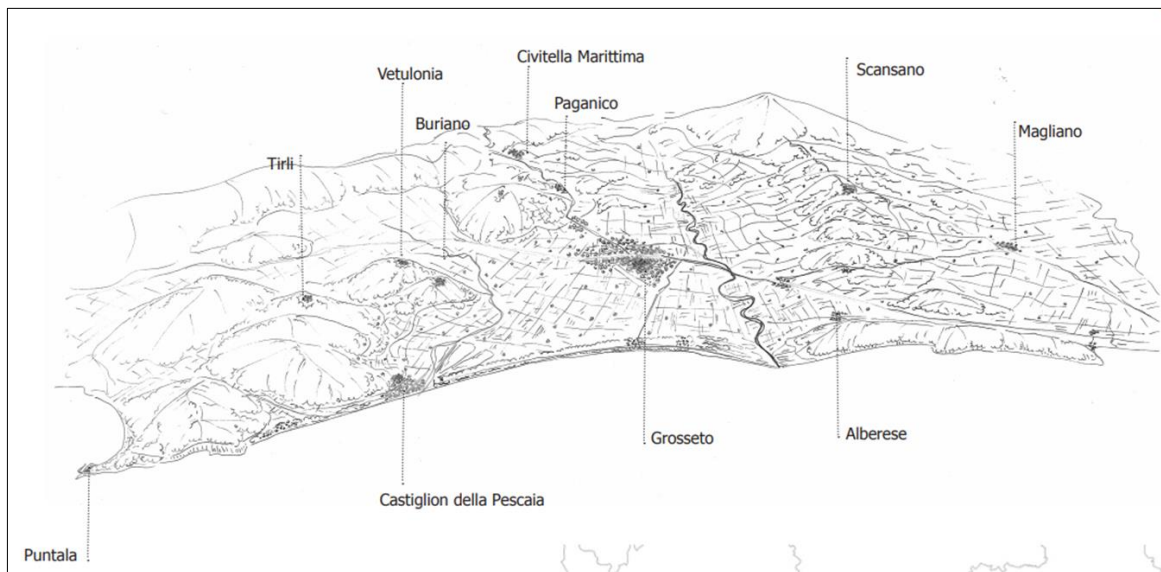 Civitella Marittima
Vetulonia
Scansano
Paganico
Buriano
Magliano
Tirli
Grosseto
Alberese
Castiglion della Pescaia
Puntala